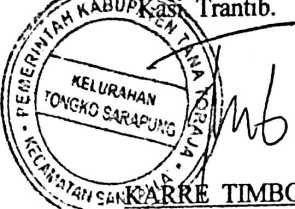 Kasi Trantib.
PEMERINTAH KABUPATEN TANA TORAJA
KELURAHAN
TONGKO SARAPUNG
KECAMATAN SAN
KARRE TIMBO